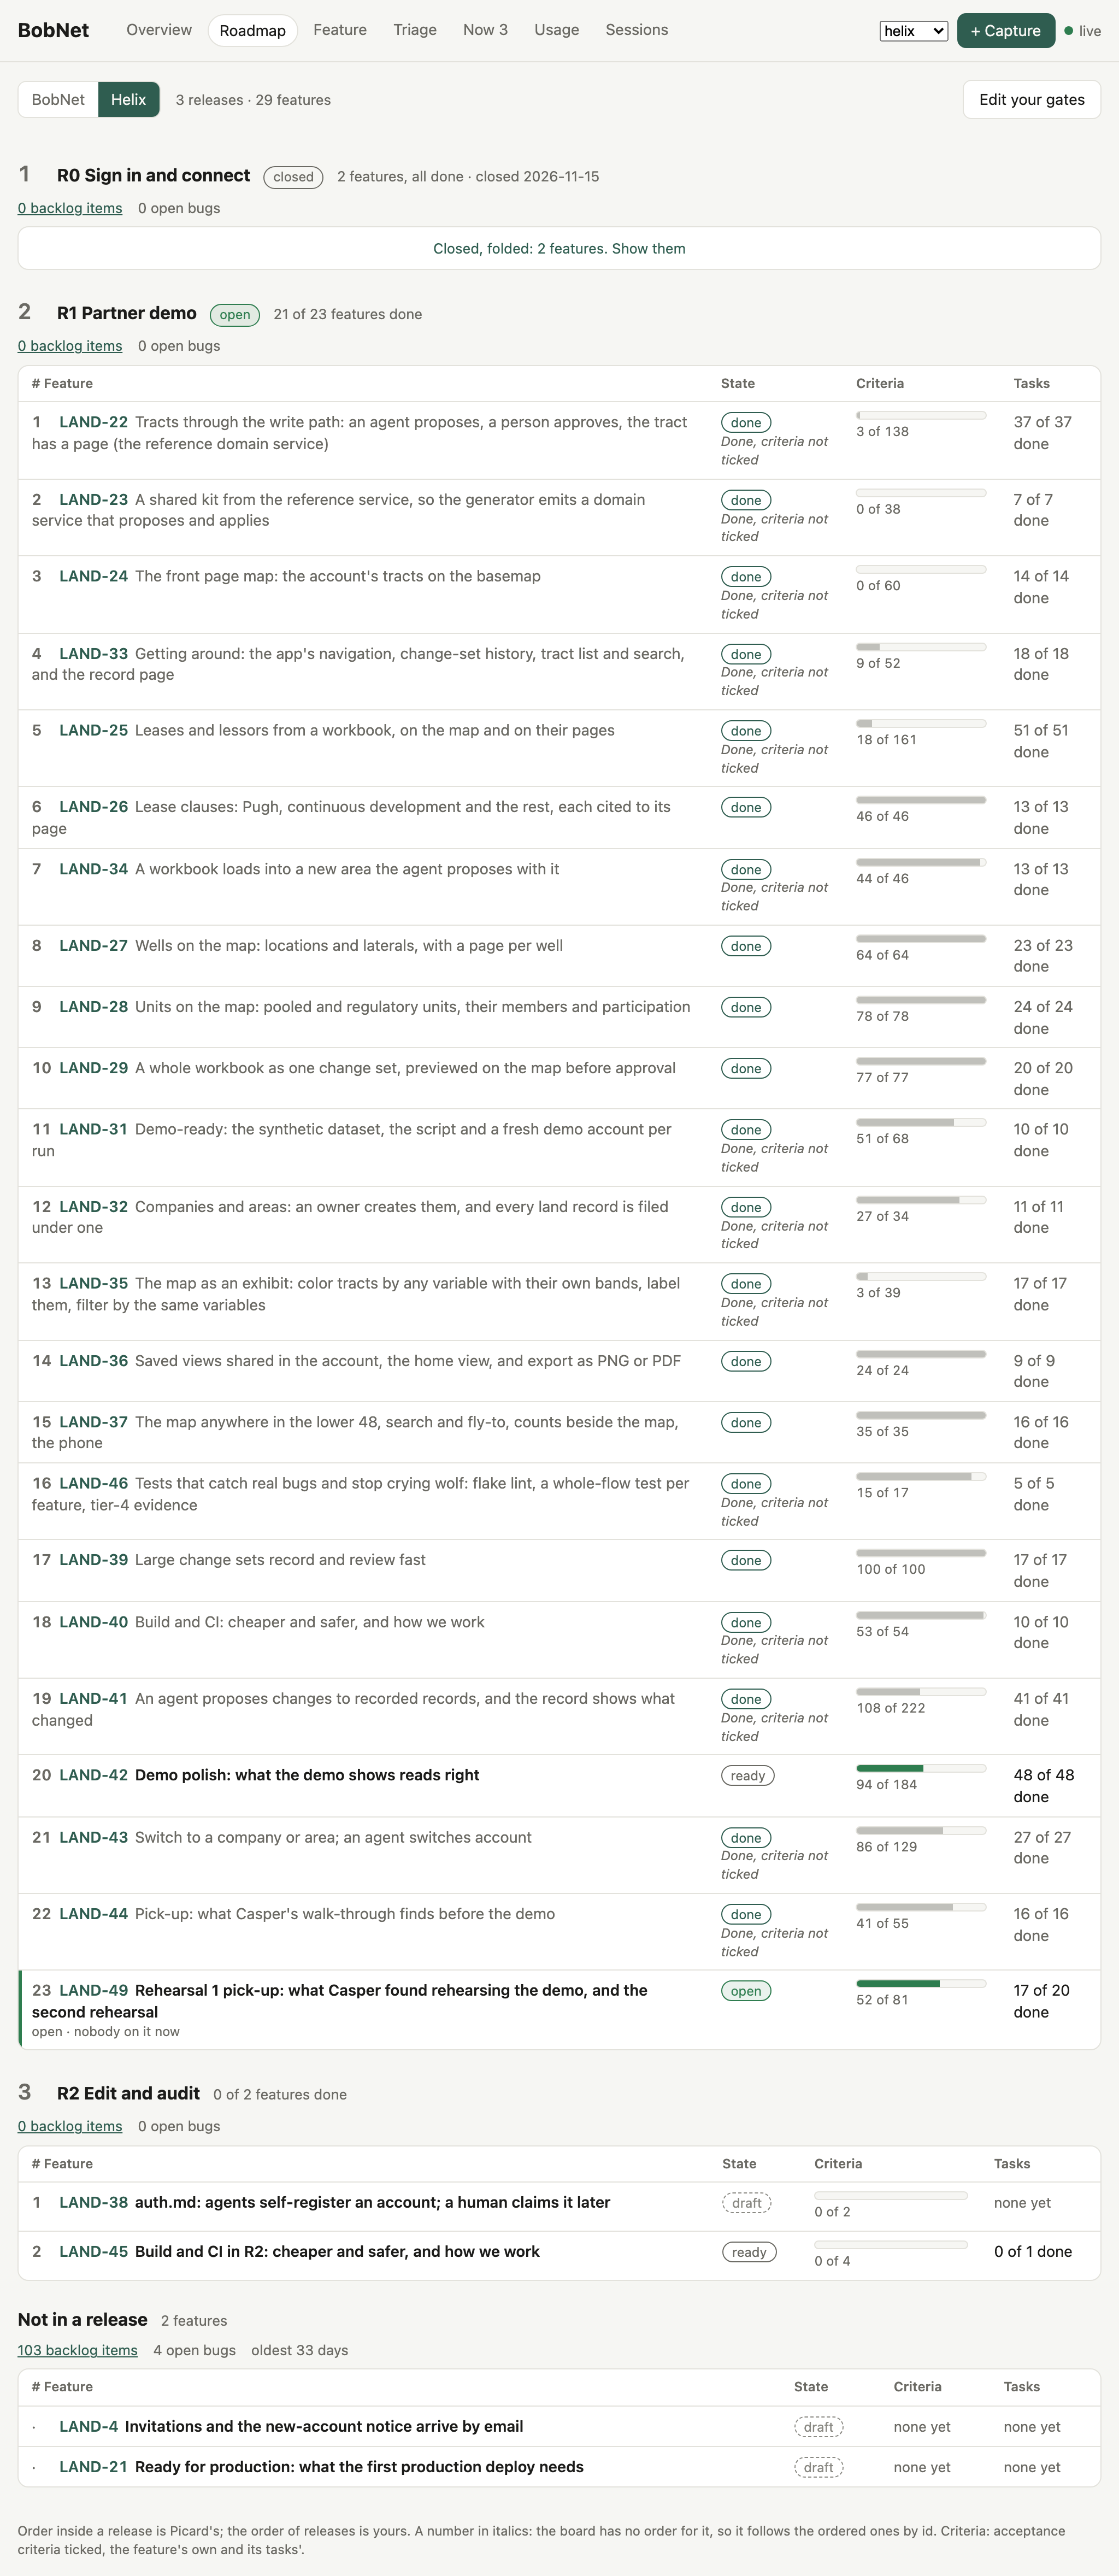 BobNet Overview Roadmap Feature Triage Now 3 Usage Sessions helix + Capture live
BobNet Helix 3 releases · 29 features Edit your gates
1 R0 Sign in and connect closed 2 features, all done · closed 2026-11-15
0 backlog items 0 open bugs
Closed, folded: 2 features. Show them
2 R1 Partner demo open 21 of 23 features done
0 backlog items 0 open bugs
# Feature State Criteria Tasks
1 LAND-22 Tracts through the write path: an agent proposes, a person approves, the tract
has a page (the reference domain service)
done
Done, criteria not
ticked
3 of 138
37 of 37
done
2 LAND-23 A shared kit from the reference service, so the generator emits a domain
service that proposes and applies
done
Done, criteria not
ticked
0 of 38
7 of 7
done
3 LAND-24 The front page map: the account's tracts on the basemap
done
Done, criteria not
ticked
0 of 60
14 of 14
done
4 LAND-33 Getting around: the app's navigation, change-set history, tract list and search,
and the record page
done
Done, criteria not
ticked
9 of 52
18 of 18
done
5 LAND-25 Leases and lessors from a workbook, on the map and on their pages
done
Done, criteria not
ticked
18 of 161
51 of 51
done
6 LAND-26 Lease clauses: Pugh, continuous development and the rest, each cited to its
page
done
46 of 46
13 of 13
done
7 LAND-34 A workbook loads into a new area the agent proposes with it
done
Done, criteria not
ticked
44 of 46
13 of 13
done
8 LAND-27 Wells on the map: locations and laterals, with a page per well
done
64 of 64
23 of 23
done
9 LAND-28 Units on the map: pooled and regulatory units, their members and participation
done
78 of 78
24 of 24
done
10 LAND-29 A whole workbook as one change set, previewed on the map before approval
done
77 of 77
20 of 20
done
11 LAND-31 Demo-ready: the synthetic dataset, the script and a fresh demo account per
run
done
Done, criteria not
ticked
51 of 68
10 of 10
done
12 LAND-32 Companies and areas: an owner creates them, and every land record is filed
under one
done
Done, criteria not
ticked
27 of 34
11 of 11
done
13 LAND-35 The map as an exhibit: color tracts by any variable with their own bands, label
them, filter by the same variables
done
Done, criteria not
ticked
3 of 39
17 of 17
done
14 LAND-36 Saved views shared in the account, the home view, and export as PNG or PDF
done
24 of 24
9 of 9
done
15 LAND-37 The map anywhere in the lower 48, search and fly-to, counts beside the map,
the phone
done
35 of 35
16 of 16
done
16 LAND-46 Tests that catch real bugs and stop crying wolf: flake lint, a whole-flow test per
feature, tier-4 evidence
done
Done, criteria not
ticked
15 of 17
5 of 5
done
17 LAND-39 Large change sets record and review fast
done
100 of 100
17 of 17
done
18 LAND-40 Build and CI: cheaper and safer, and how we work
done
Done, criteria not
ticked
53 of 54
10 of 10
done
19 LAND-41 An agent proposes changes to recorded records, and the record shows what
changed
done
Done, criteria not
ticked
108 of 222
41 of 41
done
20 LAND-42 Demo polish: what the demo shows reads right
ready
94 of 184
48 of 48
done
21 LAND-43 Switch to a company or area; an agent switches account
done
Done, criteria not
ticked
86 of 129
27 of 27
done
22 LAND-44 Pick-up: what Casper's walk-through finds before the demo
done
Done, criteria not
ticked
41 of 55
16 of 16
done
23 LAND-49 Rehearsal 1 pick-up: what Casper found rehearsing the demo, and the
second rehearsal
open · nobody on it now
open
52 of 81
17 of 20
done
3 R2 Edit and audit 0 of 2 features done
0 backlog items 0 open bugs
# Feature State Criteria Tasks
1 LAND-38 auth.md: agents self-register an account; a human claims it later
draft
0 of 2
none yet
2 LAND-45 Build and CI in R2: cheaper and safer, and how we work
ready
0 of 4
0 of 1 done
Not in a release 2 features
103 backlog items 4 open bugs oldest 33 days
# Feature State Criteria Tasks
· LAND-4 Invitations and the new-account notice arrive by email draft none yet none yet
· LAND-21 Ready for production: what the first production deploy needs draft none yet none yet
Order inside a release is Picard's; the order of releases is yours. A number in italics: the board has no order for it, so it follows the ordered ones by id. Criteria: acceptance
criteria ticked, the feature's own and its tasks'.